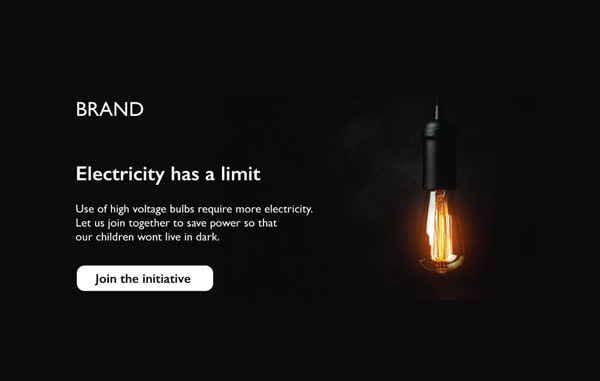 BRAND
Electricity has a limit
Use of high voltage bulbs require more electricity.
Let us join together to save power so that
our children wont live in dark.
Join the initiative